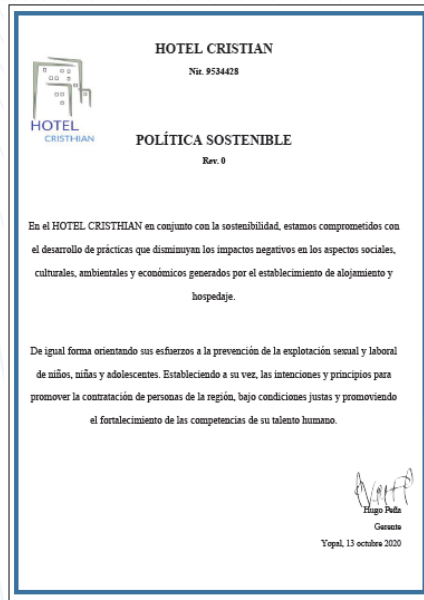 HOTEL CRISTIAN
Nit. 9534428
HOTEL
CRISTHIAN
POLÍTICA SOSTENIBLE
Rev. 0
En el HOTEL CRISTHIAN en conjunto con la sostenibilidad, estamos comprometidos con
el desarrollo de prácticas que disminuyan los impactos negativos en los aspectos sociales,
culturales, ambientales y económicos generados por el establecimiento de alojamiento y
hospedaje.
De igual forma orientando sus esfuerzos a la prevención de la explotación sexual y laboral
de niños, niñas y adolescentes. Estableciendo a su vez, las intenciones y principios para
promover la contratación de personas de la región, bajo condiciones justas y promoviendo
el fortalecimiento de las competencias de su talento humano.
Hugo Peña
Gerente
Yopal, 13 octubre 2020